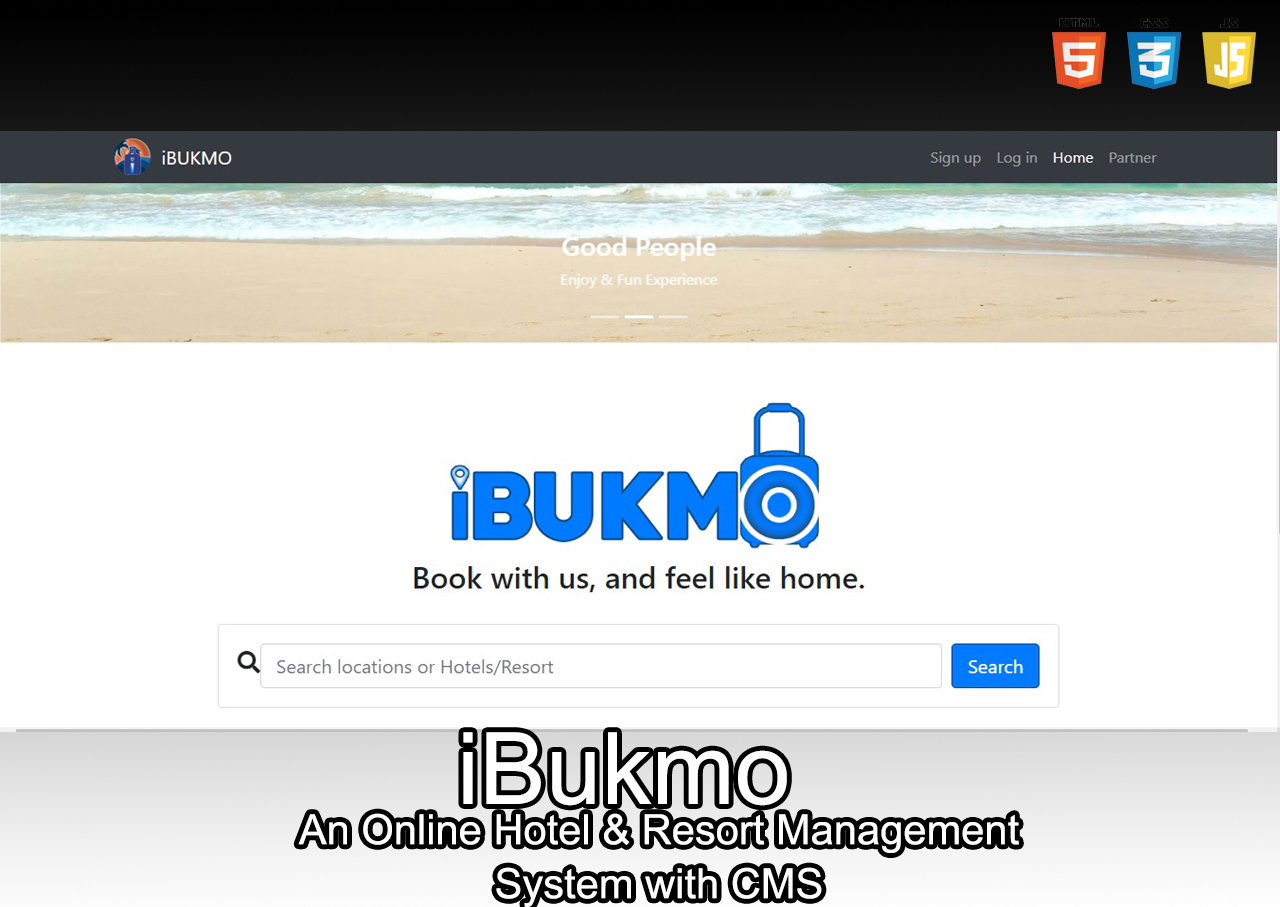 HTML CSS JS
5 3 JS
iBUKMO Sign up Log in Home Partner
Good People
Enjoy & Fun Experience
iBUKMO
Book with us, and feel like home.
Search locations or Hotels/Resort Search
iBukmo
An Online Hotel & Resort Management
System with CMS